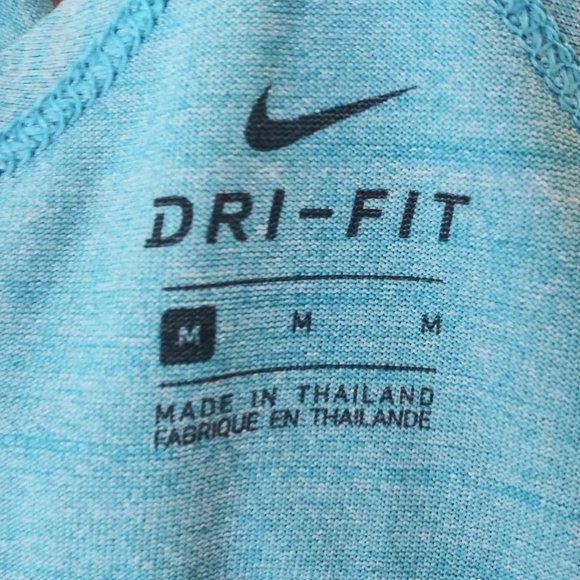 DRI-FIT
M M M
MADE IN THAILAND
FABRIQUE EN THAILANDE